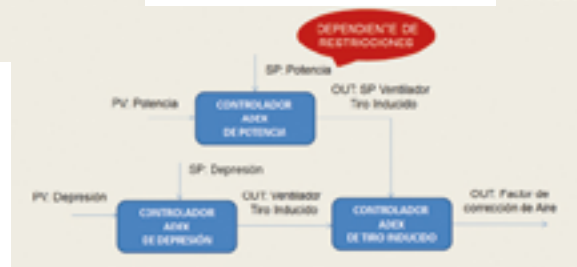 DEPENDIENTE DE
RESTRICCIONES
SP: Potencia
PV: Potencia
OUT: SP Ventilador
Tiro Inducido
CONTROLADOR
ADEX
DE POTENCIA
SP: Depresión
PV: Depresión
OUT: Ventilador
Tiro Inducido
OUT: Factor de
corrección de Aire
CONTROLADOR
ADEX
DE DEPRESIÓN
CONTROLADOR
ADEX
DE TIRO INDUCIDO